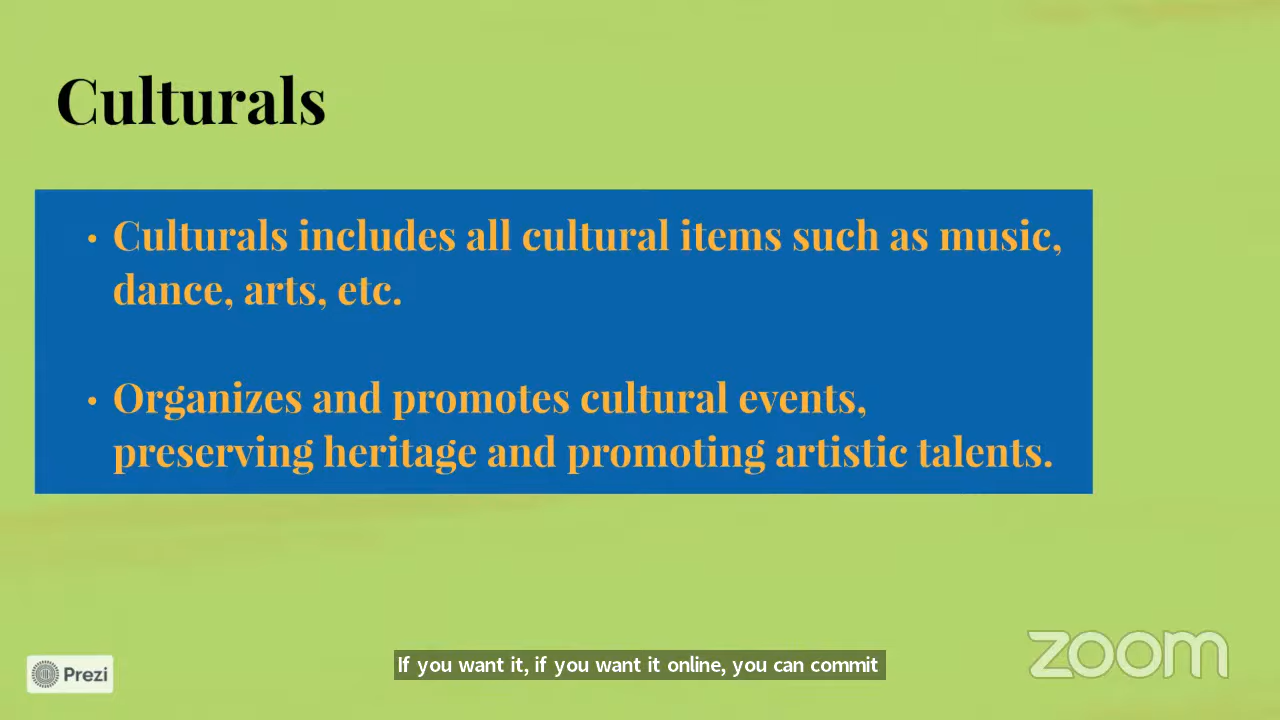 Culturals
• Culturals includes all cultural items such as music,
dance, arts, etc.
• Organizes and promotes cultural events,
preserving heritage and promoting artistic talents.
Prezi
If you want it, if you want it online, you can commit
zoom